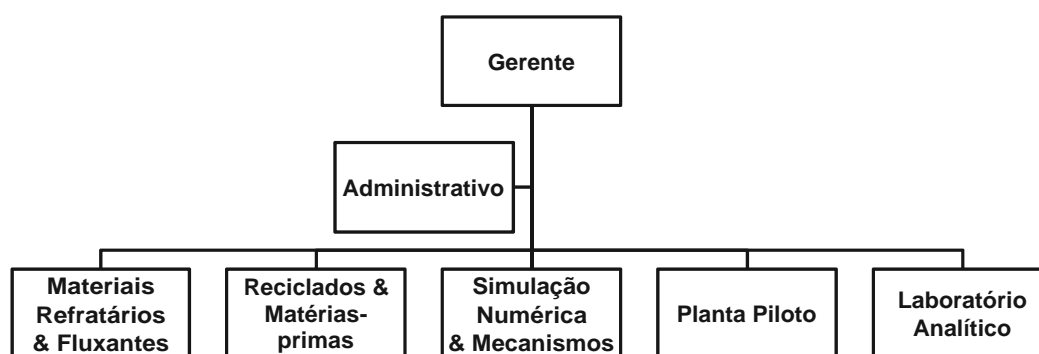 Gerente
Administrativo
Materiais
Refratários
& Fluxantes
Reciclados &
Matérias-
primas
Simulação
Numérica
& Mecanismos
Planta Piloto
Laboratório
Analítico